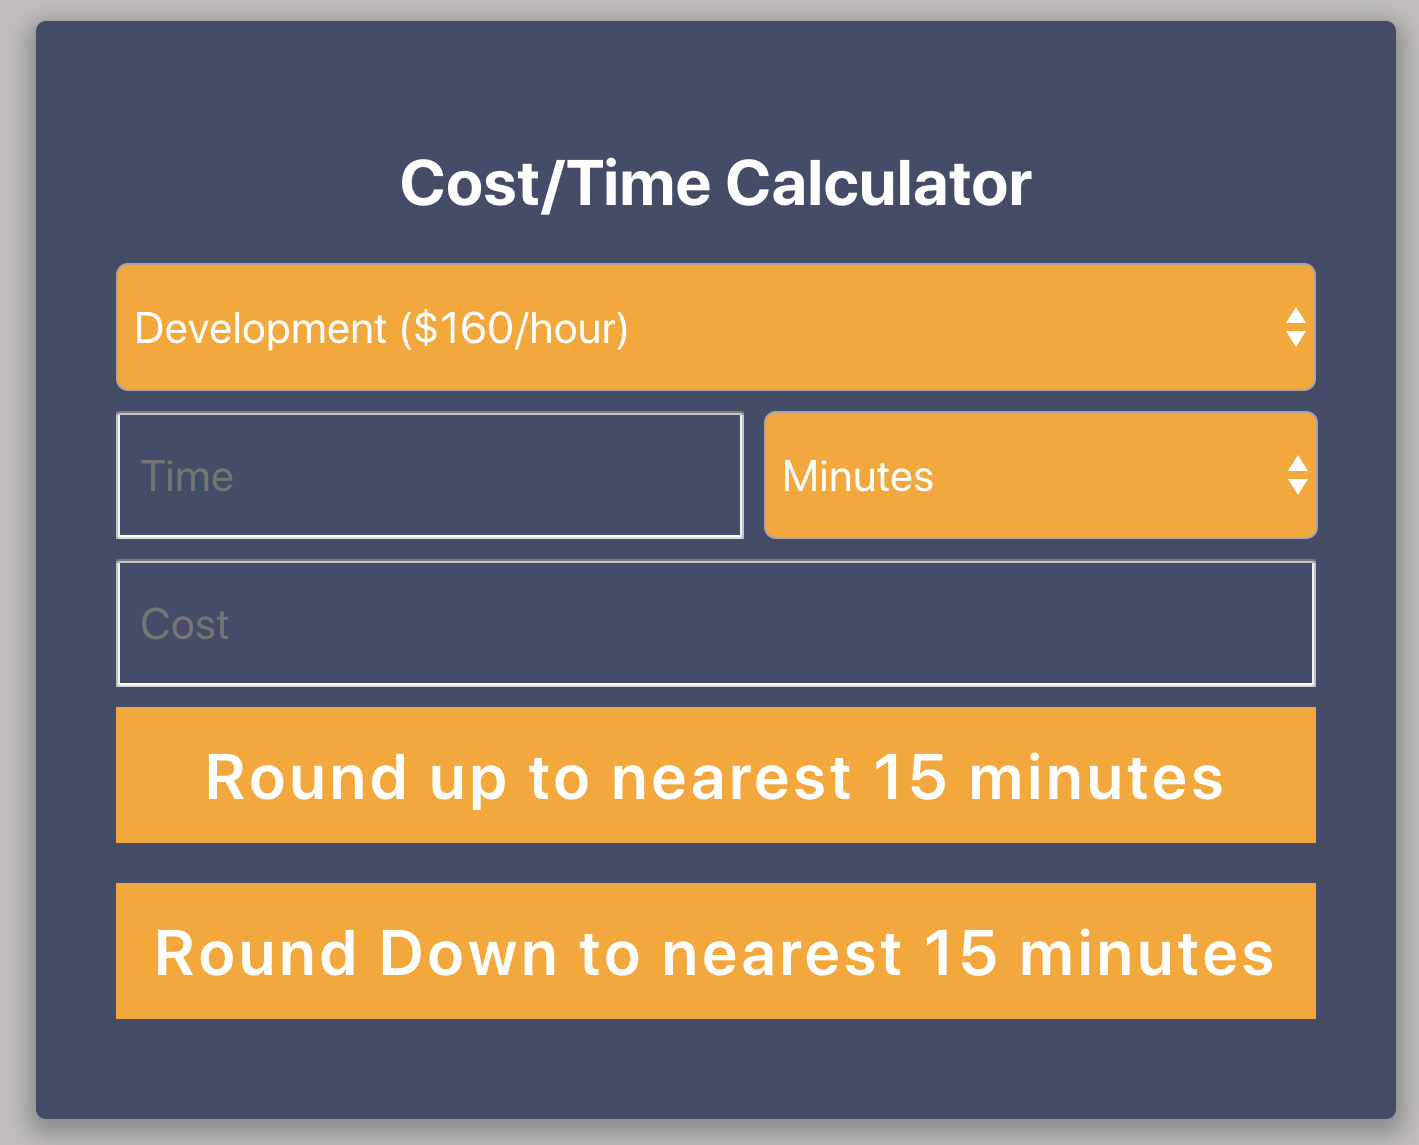 Cost/Time Calculator
Development ($160/hour)
Time
Minutes
Cost
Round up to nearest 15 minutes
Round Down to nearest 15 minutes